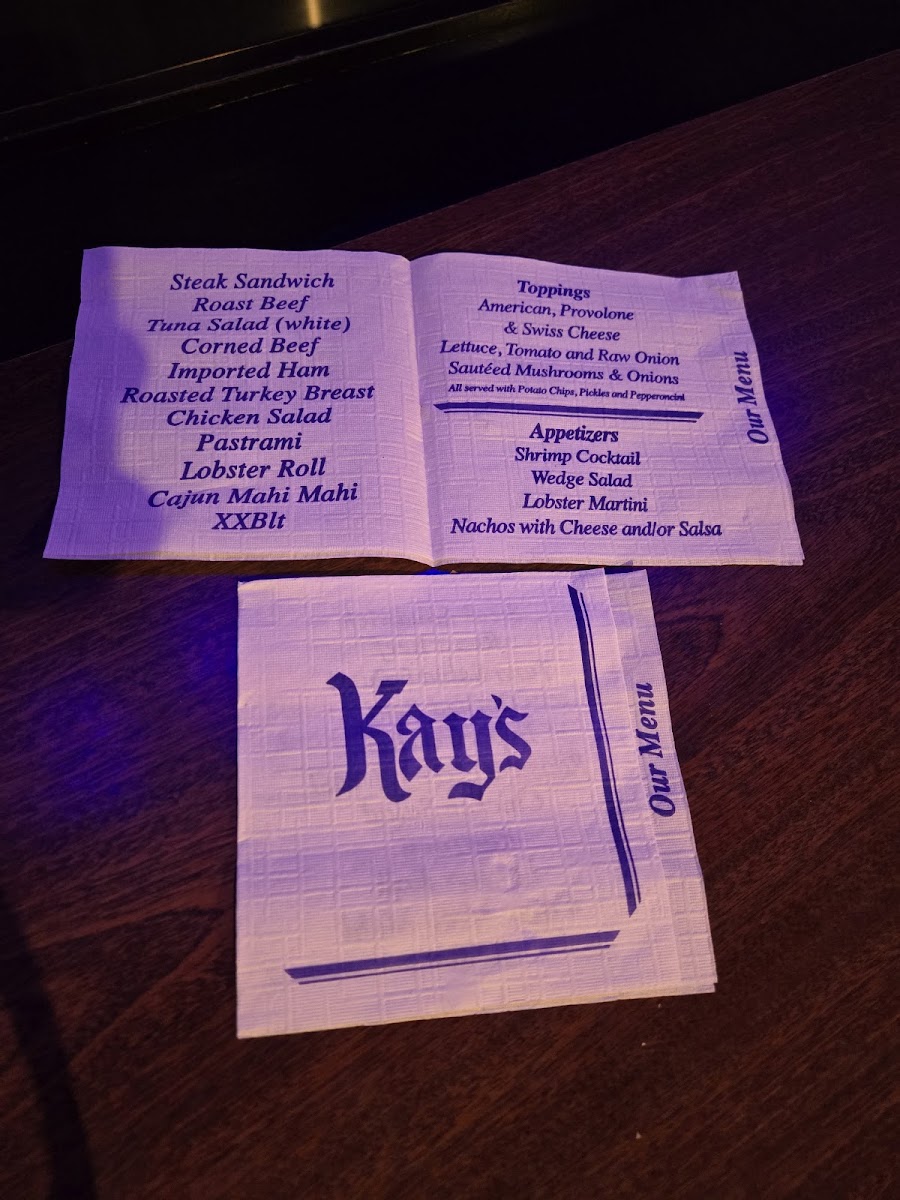 Steak Sandwich
Roast Beef
Tuna Salad (white)
Corned Beef
Imported Ham
Roasted Turkey Breast
Chicken Salad
Pastrami
Lobster Roll
Cajun Mahi Mahi
XXBlt
Toppings
American, Provolone
& Swiss Cheese
Lettuce, Tomato and Raw Onion
Sautéed Mushrooms & Onions
All served with Potato Chips, Pickles and Pepperoncini
Appetizers
Shrimp Cocktail
Wedge Salad
Lobster Martini
Nachos with Cheese and/or Salsa
Our Menu
Kay's
Our Menu